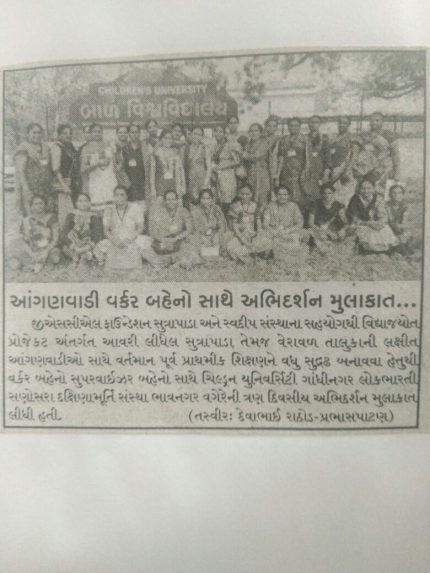 CHILDREN'S UNIVERSITY
બાળ વિશ્વવિદ્યાલય
આંગણવાડી વર્કર બહેનો સાથે અભિદર્શન મુલાકાત...
જીએસસીએલ ફાઉન્ડેશન સુત્રાપાડા અને સ્વદીપ સંસ્થાના સહયોગથી વિદ્યાજ્યોત
પ્રોજેકટ અંતર્ગત આવરી લીધેલ સુત્રાપાડા તેમજ વેરાવળ તાલુકાની લક્ષીત
આંગણવાડીઓ સાથે વર્તમાન પૂર્વ પ્રાથમીક શિક્ષણને વધુ સુદ્રઢ બનાવવા હેતુથી
વર્કર બહેનો સુપરવાઈઝર બહેનો સાથે ચિલ્ડ્રન યુનિવર્સિટી ગાંધીનગર લોકભારતી
સણોસરા દક્ષિણામૂર્તિ સંસ્થા ભાવનગર વગેરેની ત્રણ દિવસીય અભિદર્શન મુલાકાત
લીધી હતી. (તસ્વીર: દેવાભાઈ રાઠોડ-પ્રભાસપાટણ)